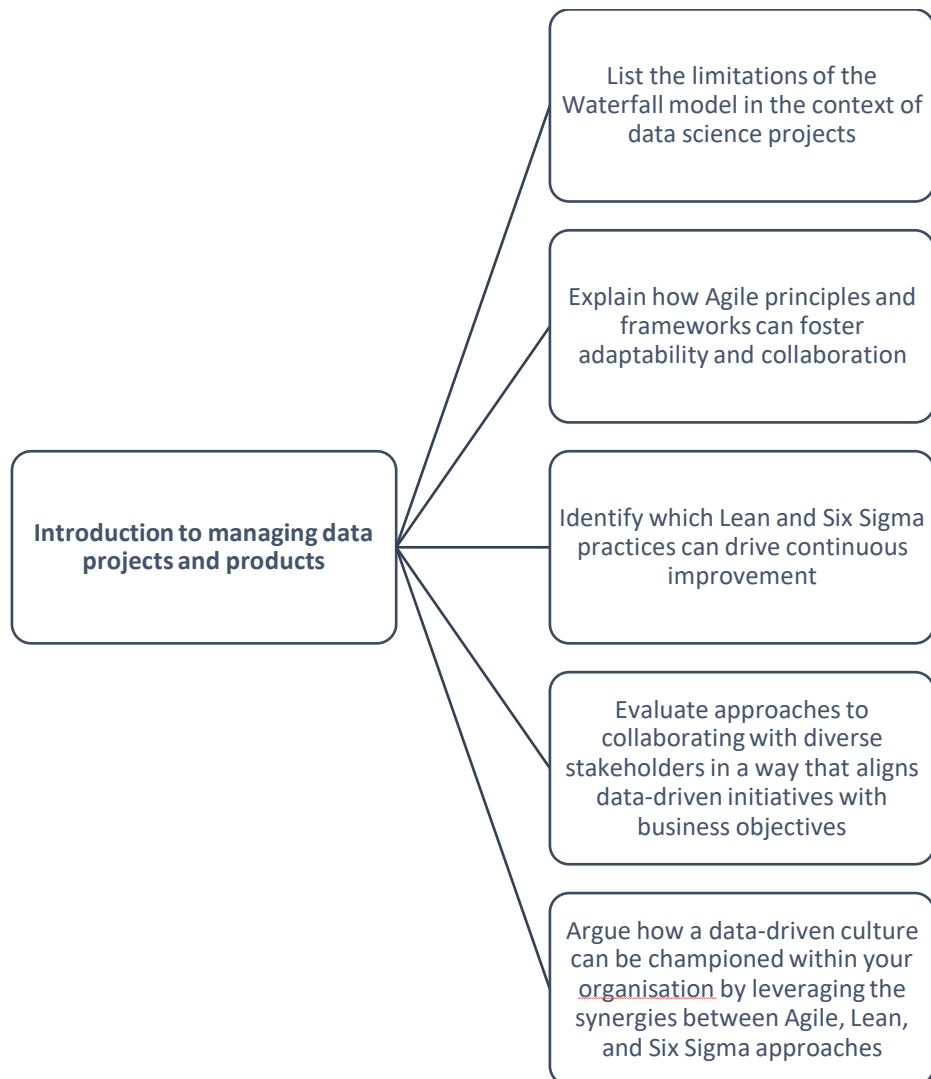 Introduction to managing data
projects and products
List the limitations of the
Waterfall model in the context of
data science projects
Explain how Agile principles and
frameworks can foster
adaptability and collaboration
Identify which Lean and Six Sigma
practices can drive continuous
improvement
Evaluate approaches to
collaborating with diverse
stakeholders in a way that aligns
data-driven initiatives with
business objectives
Argue how a data-driven culture
can be championed within your
organisation by leveraging the
synergies between Agile, Lean,
and Six Sigma approaches